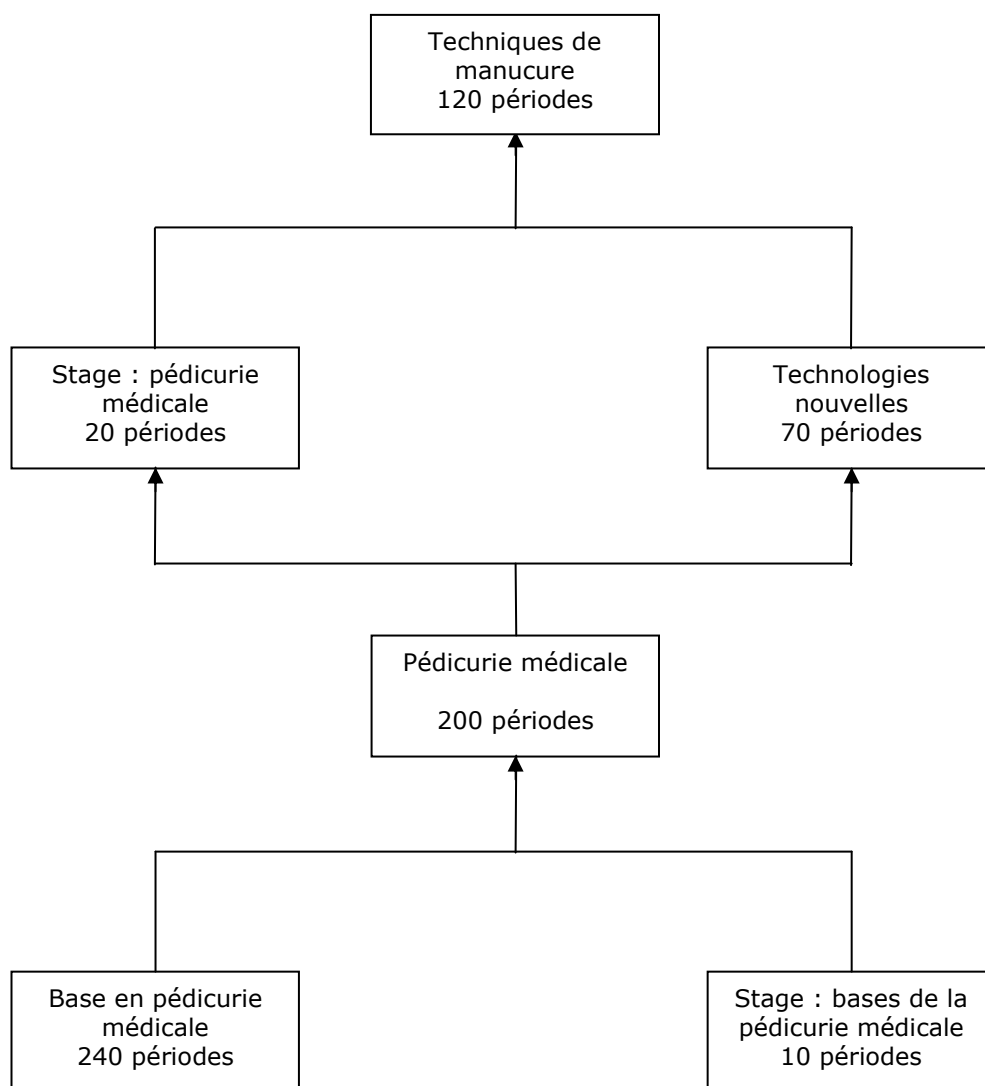 Techniques de
manucure
120 périodes
Stage : pédicurie
médicale
20 périodes
Technologies
nouvelles
70 périodes
Pédicurie médicale
200 périodes
Base en pédicurie
médicale
240 périodes
Stage : bases de la
pédicurie médicale
10 périodes